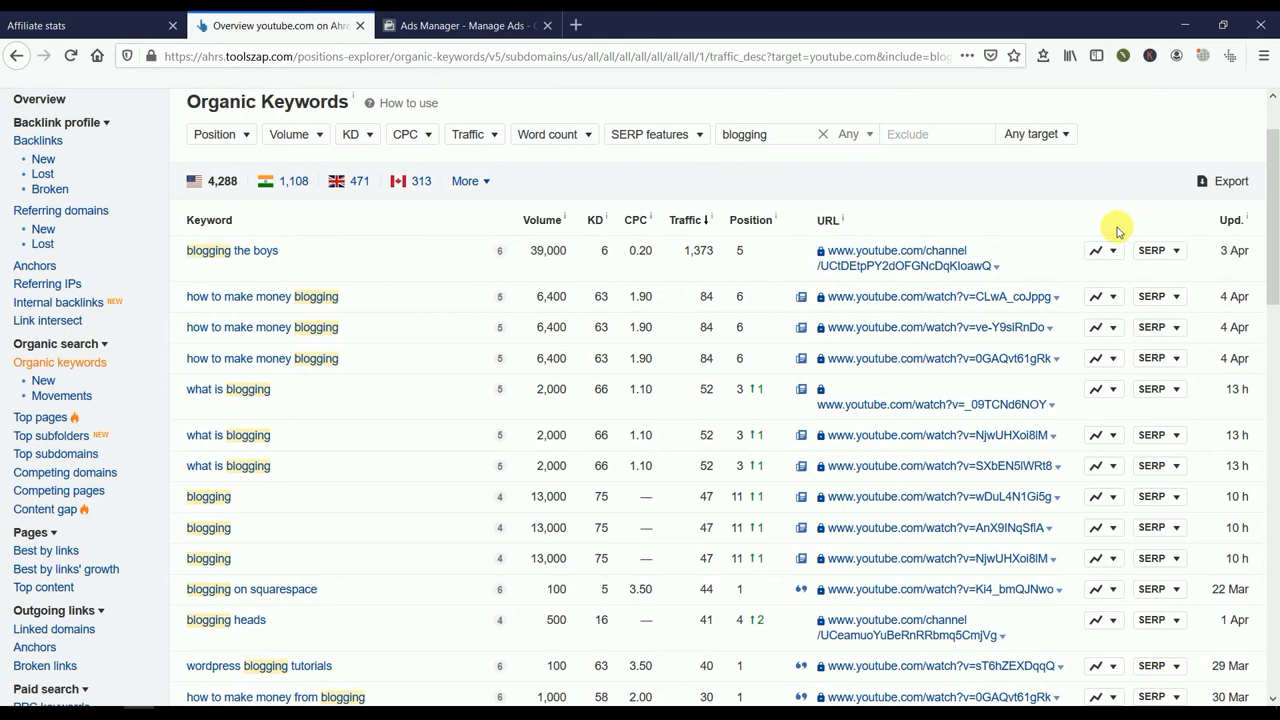 Affiliate stats
Overview youtube.com on Ahre
Ads Manager - Manage Ads -
https://ahrs.toolszap.com/positions-explorer/organic-keywords/v5/subdomains/us/all/all/all/all/all/all/all/1/traffic_desc?target=youtube.com&include=blog
Overview
Backlink profile
Backlinks
New
Lost
Broken
Referring domains
New
Lost
Anchors
Referring IPs
Internal backlinks NEW
Link intersect
Organic search
Organic keywords
New
Movements
Top pages
Top subfolders NEW
Top subdomains
Competing domains
Competing pages
Content gap
Pages
Best by links
Best by links' growth
Top content
Outgoing links
Linked domains
Anchors
Broken links
Paid search
Organic Keywords i ? How to use
Position Volume KD CPC Traffic Word count SERP features blogging Any Exclude Any target
4,288 1,108 471 313 More Export
Keyword Volume i KD i CPC i Traffic i Position i URL i Upd. i
blogging the boys 6 39,000 6 0.20 1,373 5 www.youtube.com/channel SERP 3 Apr
/UCtDEtpPY2dOFGNcDqKloawQ
how to make money blogging 5 6,400 63 1.90 84 6 www.youtube.com/watch?v=CLwA_coJppg SERP 4 Apr
how to make money blogging 5 6,400 63 1.90 84 6 www.youtube.com/watch?v=ve-Y9siRnDo SERP 4 Apr
how to make money blogging 5 6,400 63 1.90 84 6 www.youtube.com/watch?v=0GAQvt61gRk SERP 4 Apr
what is blogging 5 2,000 66 1.10 52 3 ↑1 SERP 13 h
www.youtube.com/watch?v=_09TCNd6NOY
what is blogging 5 2,000 66 1.10 52 3 ↑1 www.youtube.com/watch?v=NjwUHXoi8lM SERP 13 h
what is blogging 5 2,000 66 1.10 52 3 ↑1 www.youtube.com/watch?v=SXbEN5lWRt8 SERP 13 h
blogging 4 13,000 75 — 47 11 ↑1 www.youtube.com/watch?v=wDuL4N1Gi5g SERP 10 h
blogging 4 13,000 75 — 47 11 ↑1 www.youtube.com/watch?v=AnX9INqSflA SERP 10 h
blogging 4 13,000 75 — 47 11 ↑1 www.youtube.com/watch?v=NjwUHXoi8lM SERP 10 h
blogging on squarespace 6 100 5 3.50 44 1 www.youtube.com/watch?v=Ki4_bmQJNwo SERP 22 Mar
blogging heads 4 500 16 — 41 4 ↑2 www.youtube.com/channel SERP 1 Apr
/UCeamuoYuBeRnRRbmq5CmjVg
wordpress blogging tutorials 6 100 63 3.50 40 1 www.youtube.com/watch?v=sT6hZEXDqqQ SERP 29 Mar
how to make money from blogging 6 1,000 58 2.00 30 1 www.youtube.com/watch?v=0GAQvt61gRk SERP 30 Mar